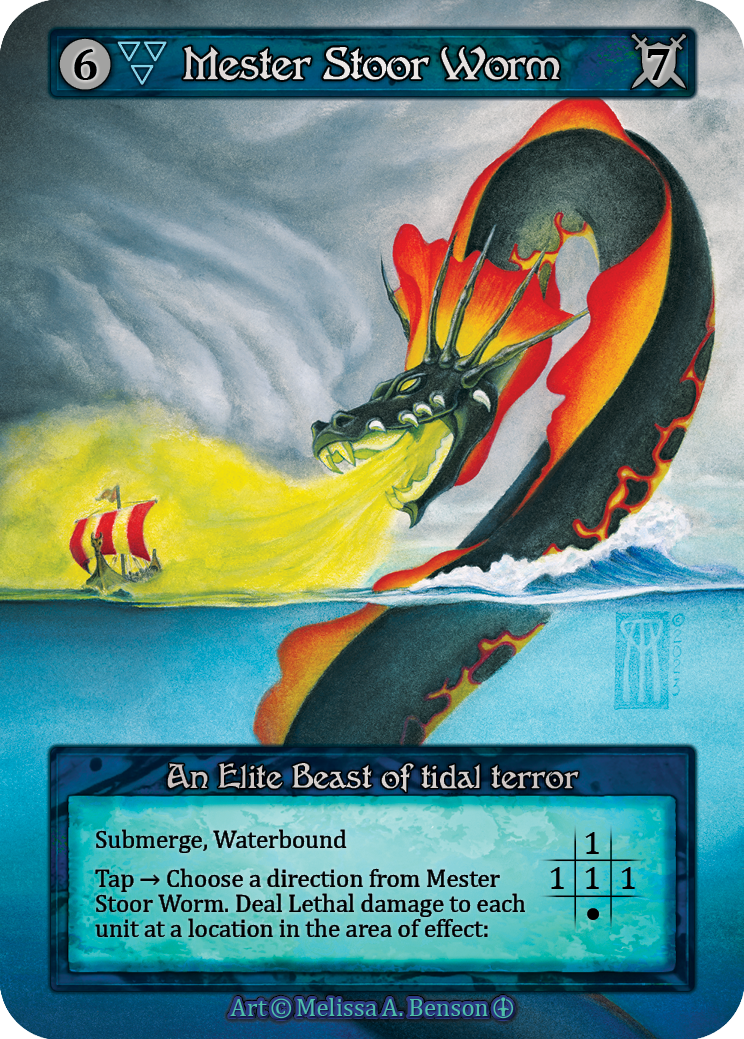 6 Mester Stoor Worm 7
© 2023
An Elite Beast of tidal terror
Submerge, Waterbound
Tap → Choose a direction from Mester
Stoor Worm. Deal Lethal damage to each
unit at a location in the area of effect:
1
1 1 1
Art © Melissa A. Benson